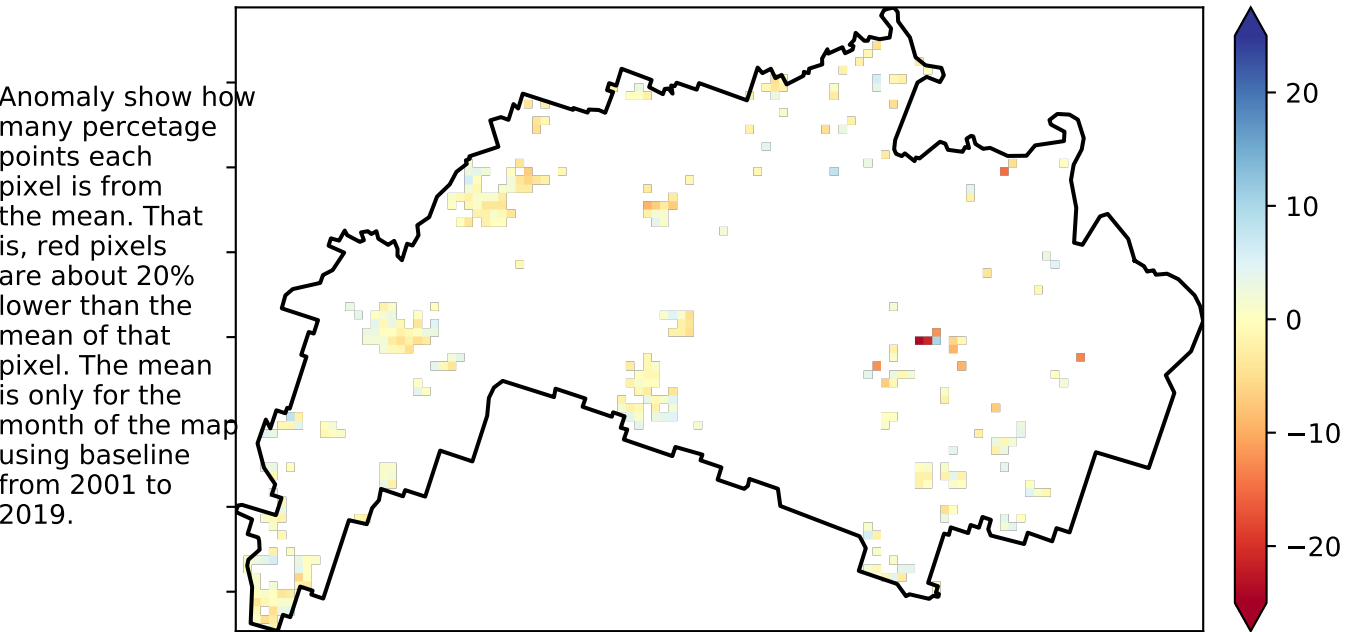 Anomaly show how
many percetage
points each
pixel is from
the mean. That
is, red pixels
are about 20%
lower than the
mean of that
pixel. The mean
is only for the
month of the map
using baseline
from 2001 to
2019.
20
10
0
−10
−20